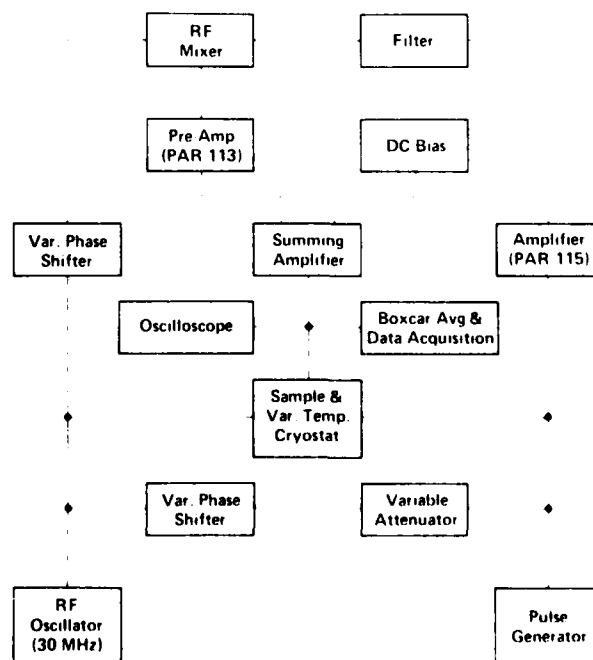 RF
Mixer
Filter
Pre Amp
(PAR 113)
DC Bias
Var. Phase
Shifter
Summing
Amplifier
Amplifier
(PAR 115)
Oscilloscope
Boxcar Avg &
Data Acquisition
Sample &
Var. Temp.
Cryostat
Var. Phase
Shifter
Variable
Attenuator
RF
Oscillator
(30 MHz)
Pulse
Generator